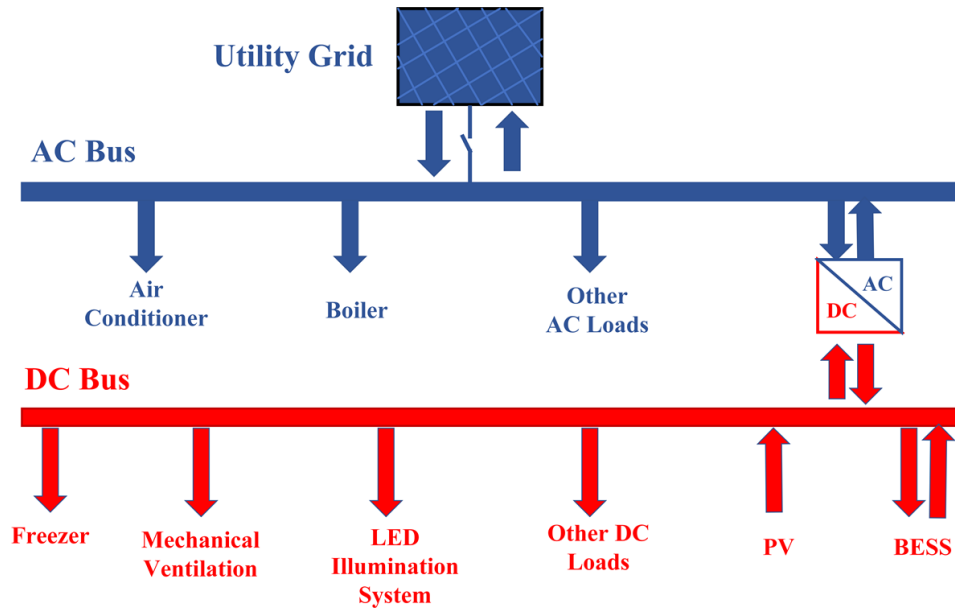 Utility Grid
AC Bus
Air
Conditioner
Boiler
Other
AC Loads
AC
DC
DC Bus
Freezer
Mechanical
Ventilation
LED
Illumination
System
Other DC
Loads
PV
BESS